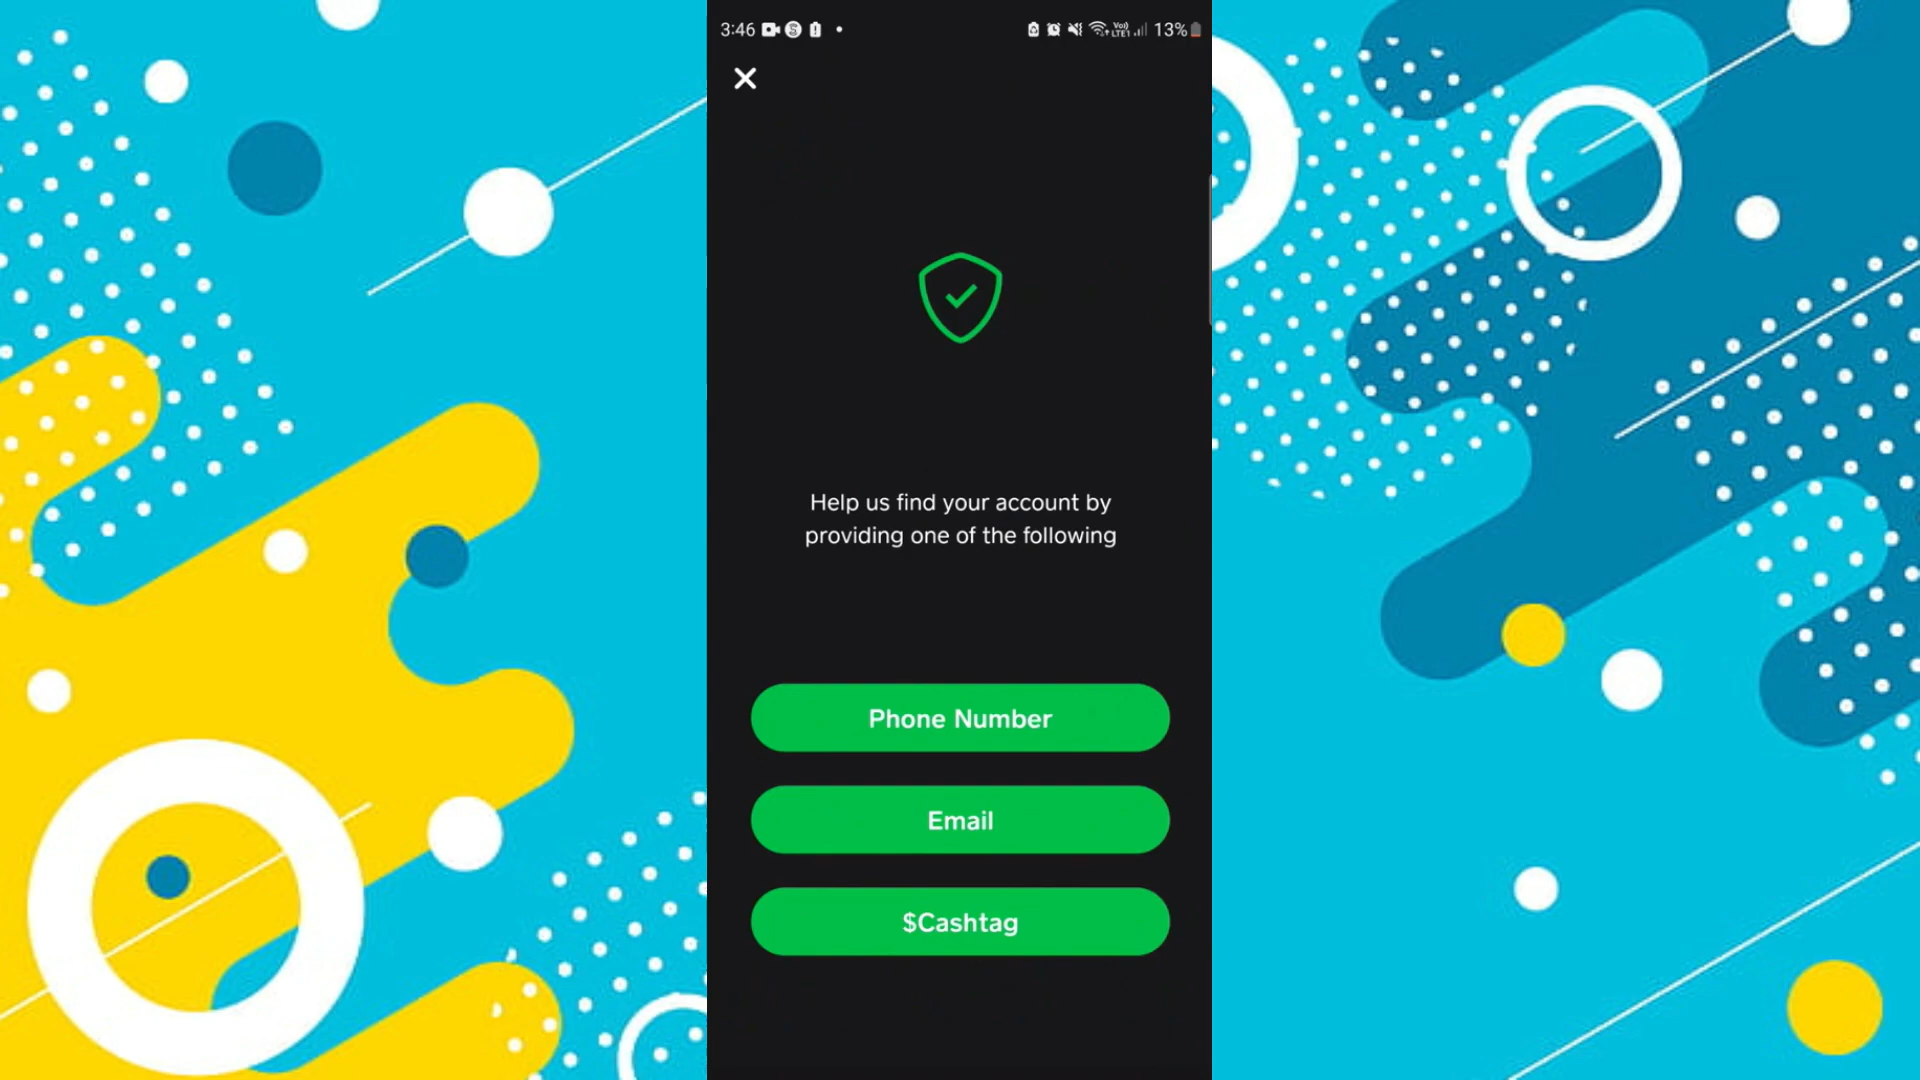 3:46 13%
Help us find your account by
providing one of the following
Phone Number
Email
$Cashtag